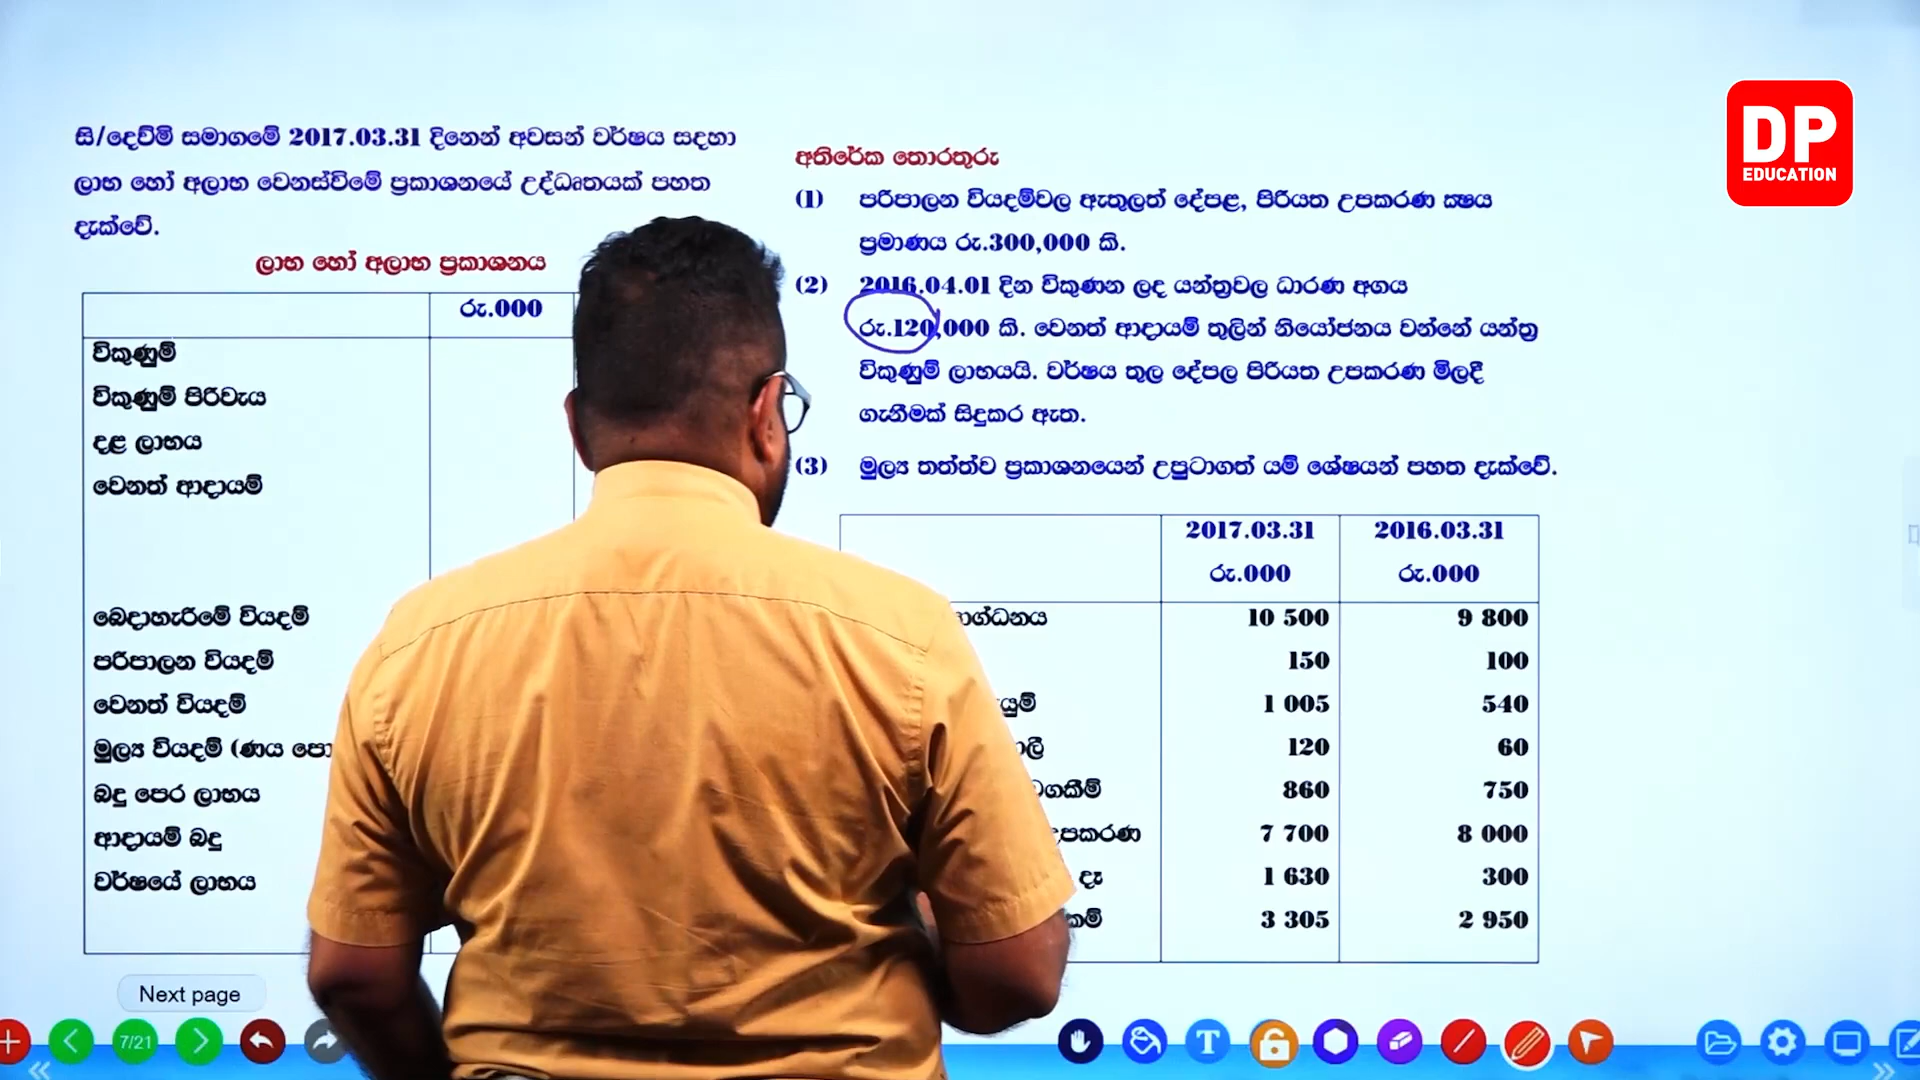 සි/දෙව්මි සමාගමේ 2017.03.31 දිනෙන් අවසන් වර්ෂය සඳහා
ලාභ හෝ අලාභ වෙනස්වීමේ ප්‍රකාශනයේ උද්ධෘතයක් පහත
දැක්වේ.
ලාභ හෝ අලාභ ප්‍රකාශනය
රු.000
විකුණුම්
විකුණුම් පිරිවැය
දළ ලාභය
වෙනත් ආදායම්
බෙදාහැරීමේ වියදම්
පරිපාලන වියදම්
වෙනත් වියදම්
මූල්‍ය වියදම් (ණය
බදු පෙර ලාභය
ආදායම් බදු
වර්ෂයේ ලාභය
අතිරේක තොරතුරු
(1) පරිපාලන වියදම්වල ඇතුලත් දේපළ, පිරියත උපකරණ ක්‍ෂය
ප්‍රමාණය රු.300,000 කි.
(2) 2016.04.01 දින විකුණන ලද යන්ත්‍රවල ධාරණ අගය
රු.120,000 කි. වෙනත් ආදායම් තුලින් නියෝජනය වන්නේ යන්ත්‍ර
විකුණුම් ලාභයයි. වර්ෂය තුල දේපල පිරියත උපකරණ මිලදී
ගැනීමක් සිදුකර ඇත.
(3) මූල්‍ය තත්ත්ව ප්‍රකාශනයෙන් උපුටාගත් යම් ශේෂයන් පහත දැක්වේ.
2017.03.31 2016.03.31
රු.000 රු.000
10 500 9 800
150 100
1 005 540
120 60
860 750
උපකරණ 7 700 8 000
1 630 300
3 305 2 950
DP
EDUCATION
Next page
7/21